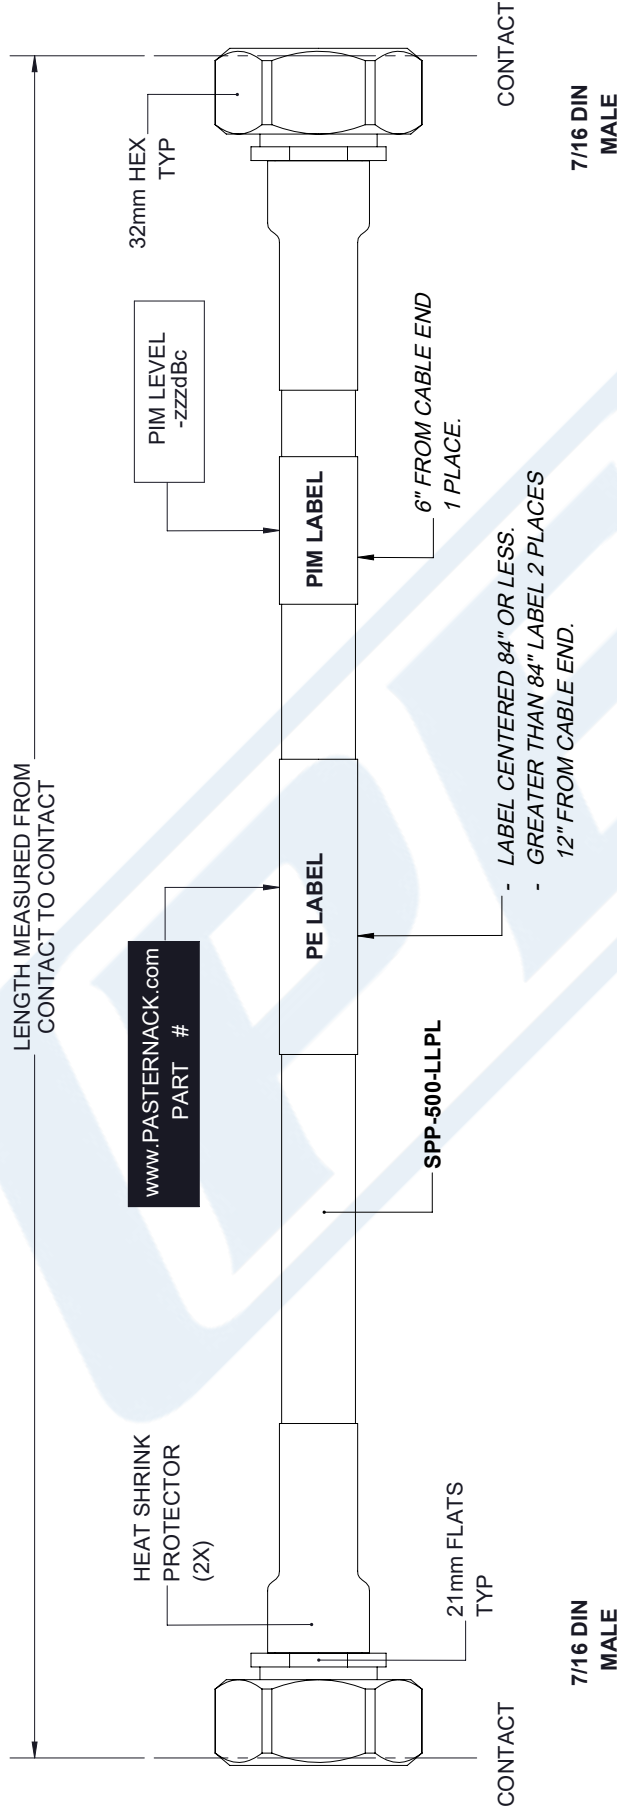 LENGTH MEASURED FROM
CONTACT TO CONTACT
HEAT SHRINK
PROTECTOR
(2X)
www.PASTERNACK.com
PART #
PIM LEVEL
-zzzdBc
32mm HEX
TYP
PE LABEL
PIM LABEL
21mm FLATS
TYP
SPP-500-LLPL
6" FROM CABLE END
1 PLACE.
- LABEL CENTERED 84" OR LESS.
- GREATER THAN 84" LABEL 2 PLACES
12" FROM CABLE END.
CONTACT
CONTACT
7/16 DIN
MALE
7/16 DIN
MALE